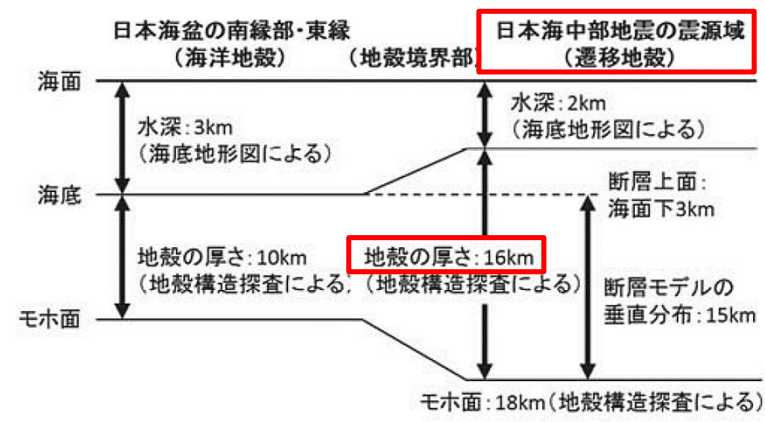 日本海盆の南縁部・東縁
（海洋地殻）
（地殻境界部）
日本海中部地震の震源域
（遷移地殻）
海面
水深：3km
（海底地形図による）
水深：2km
（海底地形図による）
海底
断層上面：
海面下3km
地殻の厚さ：10km
（地殻構造探査による）
地殻の厚さ：16km
（地殻構造探査による）
断層モデルの
垂直分布：15km
モホ面
モホ面：18km（地殻構造探査による）